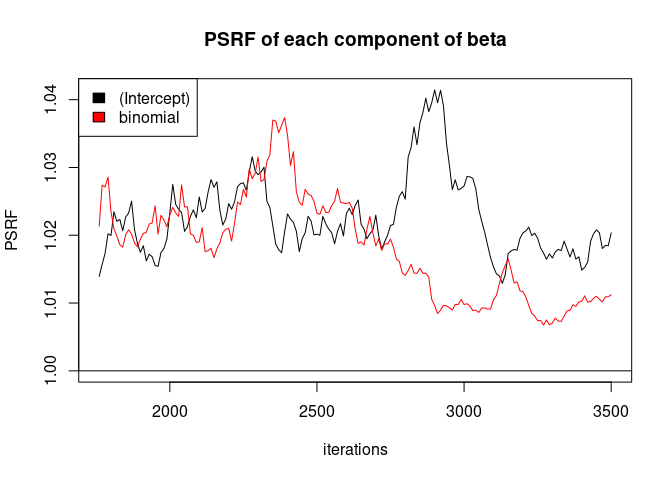 PSRF of each component of beta
(Intercept)
binomial
PSRF
1.04
1.03
1.02
1.01
1.00
2000 2500 3000 3500
iterations